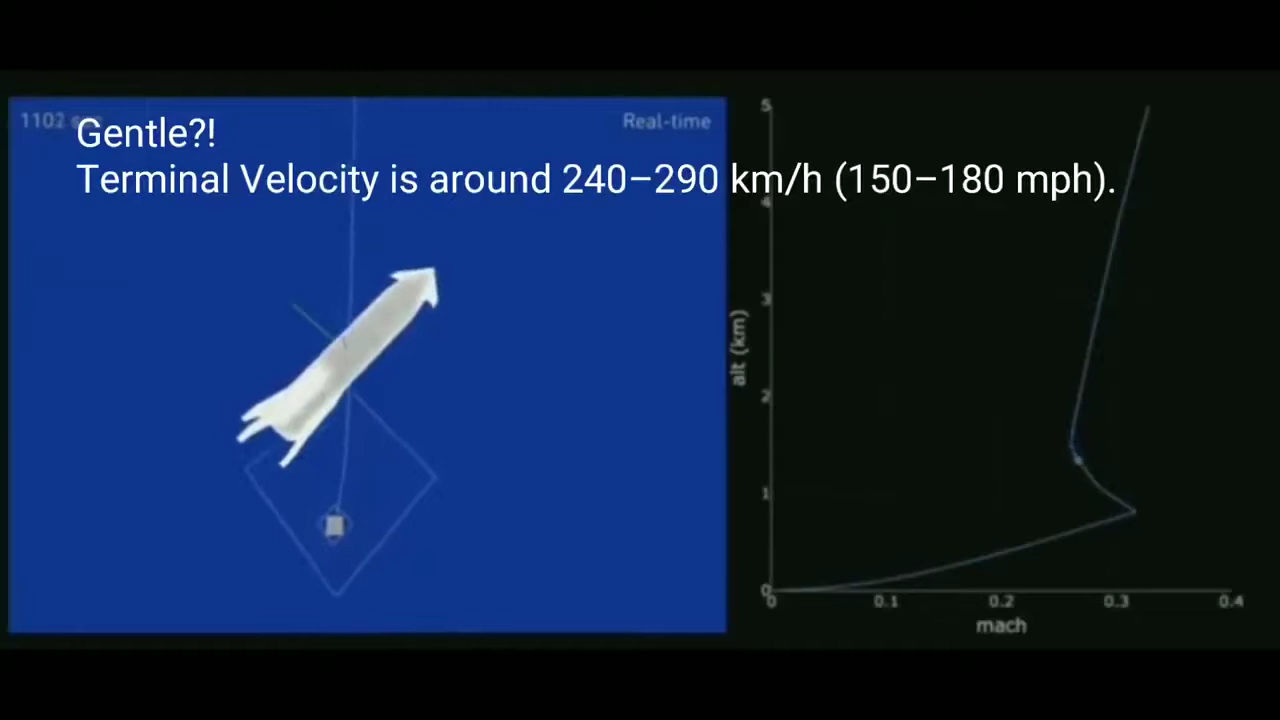 1102
Real-time
Gentle?!
Terminal Velocity is around 240–290 km/h (150–180 mph).
5
4
3
2
1
0
alt (km)
0
0.1
0.2
0.3
0.4
mach